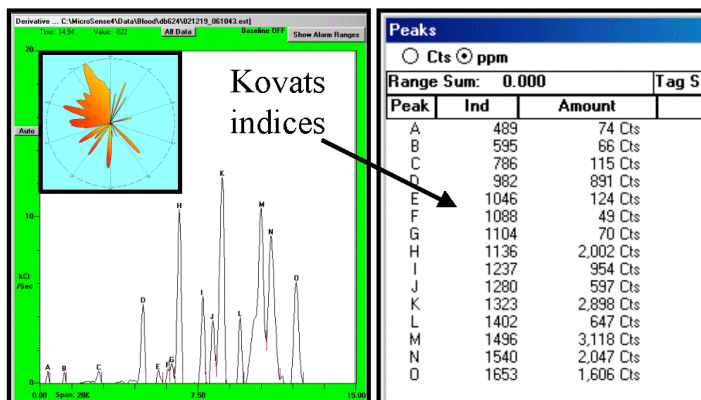 Derivative ... C:\MicroSense4\Data\Blood\db624\021219_061043.est]
Time: 14.94 Value: -622 All Data Baseline OFF Show Alarm Ranges
20
Auto
10
kCt
/Sec
0
A B C D E F G H I J K L M N O
0.00 Span: 20K 7.50 15.00
Kovats
indices
Peaks
Cts ppm
Range Sum: 0.000 Tag S
Peak Ind Amount
A 489 74 Cts
B 595 66 Cts
C 786 115 Cts
D 982 891 Cts
E 1046 124 Cts
F 1088 49 Cts
G 1104 70 Cts
H 1136 2,002 Cts
I 1237 954 Cts
J 1280 597 Cts
K 1323 2,898 Cts
L 1402 647 Cts
M 1496 3,118 Cts
N 1540 2,047 Cts
O 1653 1,606 Cts